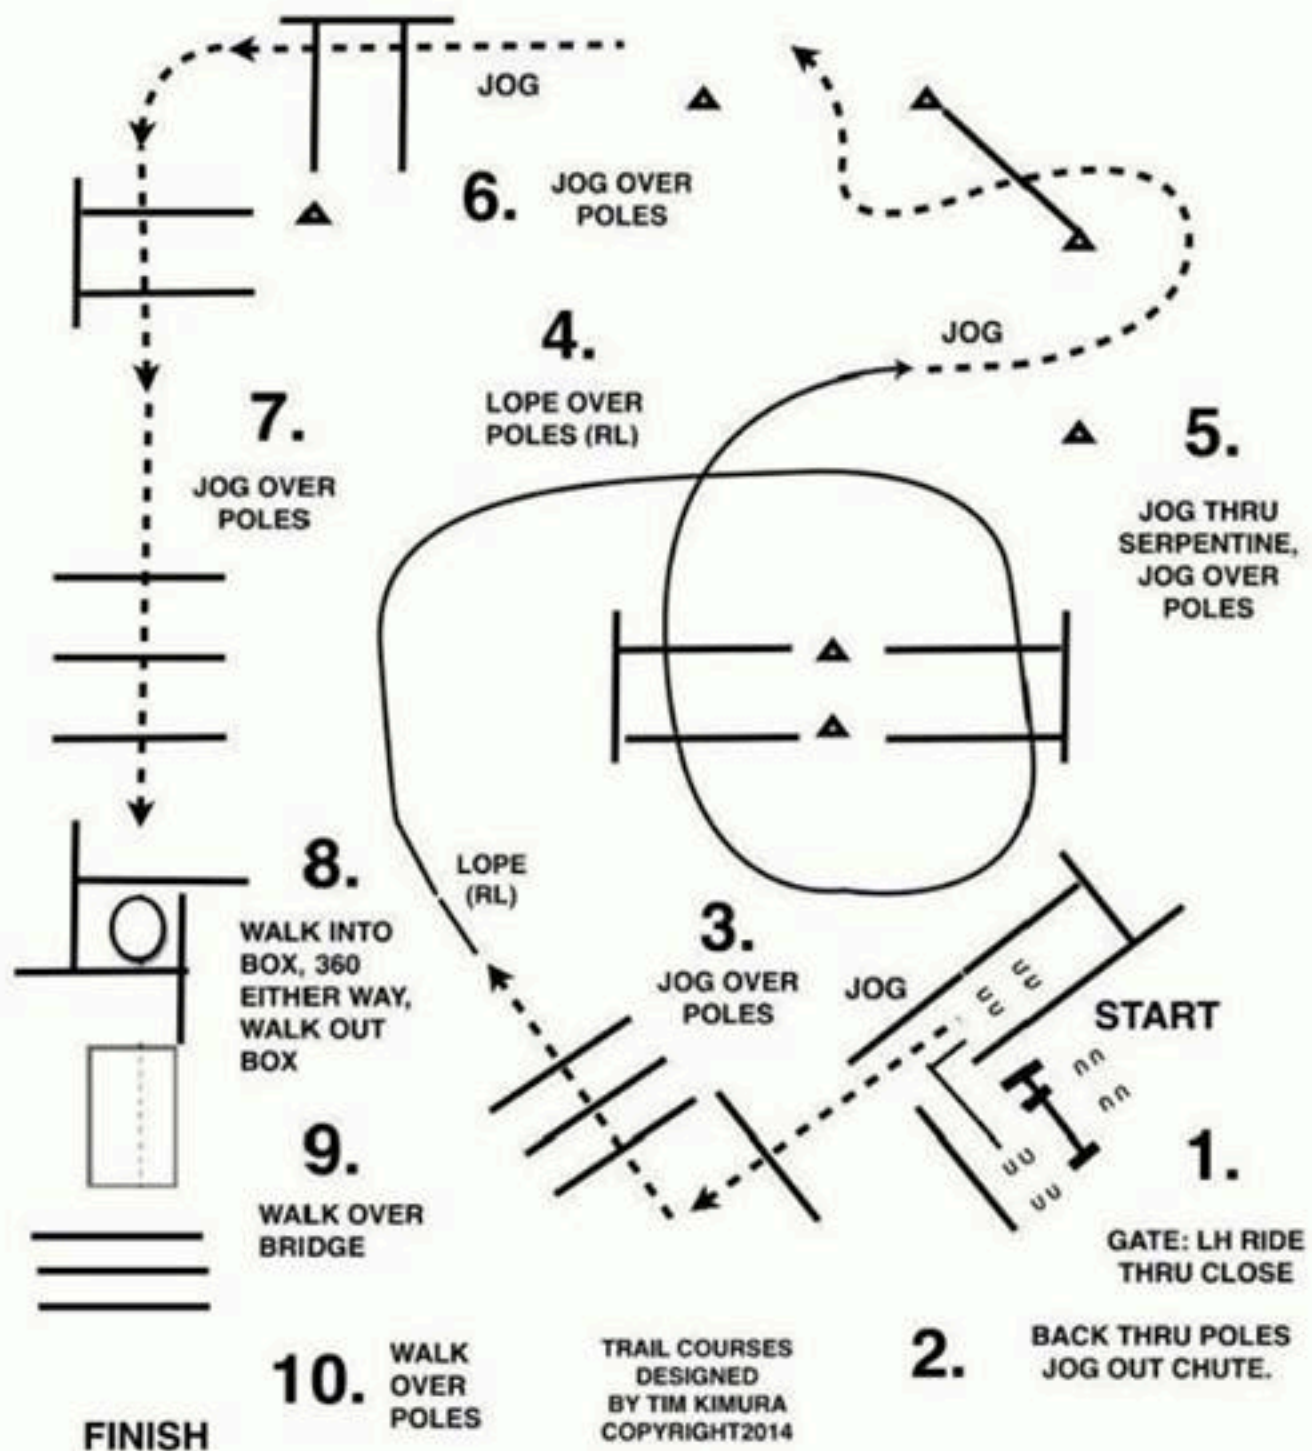 JOG
6.
JOG OVER
POLES
4.
LOPE OVER
POLES (RL)
JOG
5.
JOG THRU
SERPENTINE,
JOG OVER
POLES
7.
JOG OVER
POLES
8.
WALK INTO
BOX, 360
EITHER WAY,
WALK OUT
BOX
LOPE
(RL)
3.
JOG OVER
POLES
JOG
START
1.
GATE: LH RIDE
THRU CLOSE
9.
WALK OVER
BRIDGE
2.
BACK THRU POLES
JOG OUT CHUTE.
10.
WALK
OVER
POLES
TRAIL COURSES
DESIGNED
BY TIM KIMURA
COPYRIGHT2014
FINISH